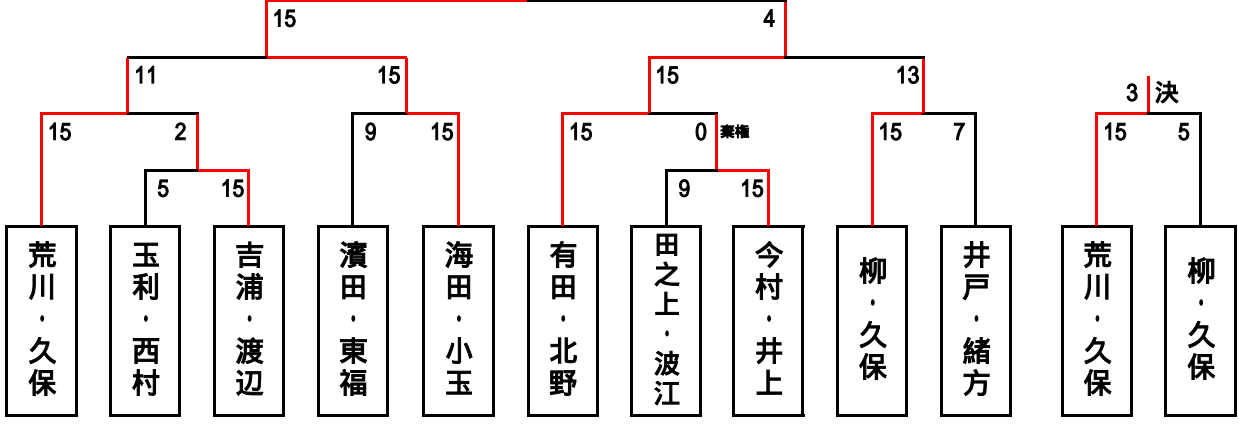 15 4
11 15 15 13
3 決
15 2 9 15 15 0 棄権 15 7 15 5
5 15 9 15
荒川・久保
玉利・西村
吉浦・渡辺
濱田・東福
海田・小玉
有田・北野
田之上・波江
今村・井上
柳・久保
井戸・緒方
荒川・久保
柳・久保